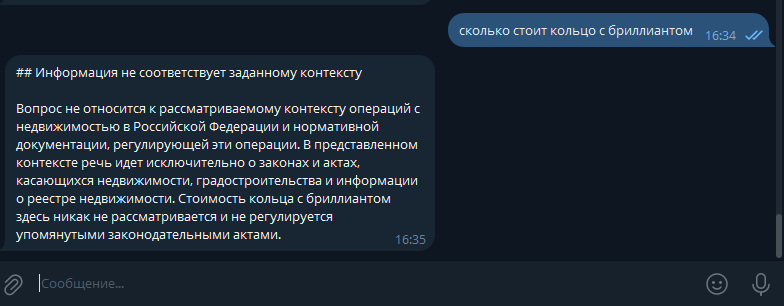 сколько стоит кольцо с бриллиантом 16:34
## Информация не соответствует заданному контексту
Вопрос не относится к рассматриваемому контексту операций с
недвижимостью в Российской Федерации и нормативной
документации, регулирующей эти операции. В представленном
контексте речь идет исключительно о законах и актах,
касающихся недвижимости, градостроительства и информации
о реестре недвижимости. Стоимость кольца с бриллиантом
здесь никак не рассматривается и не регулируется
упомянутыми законодательными актами. 16:35
Сообщение...